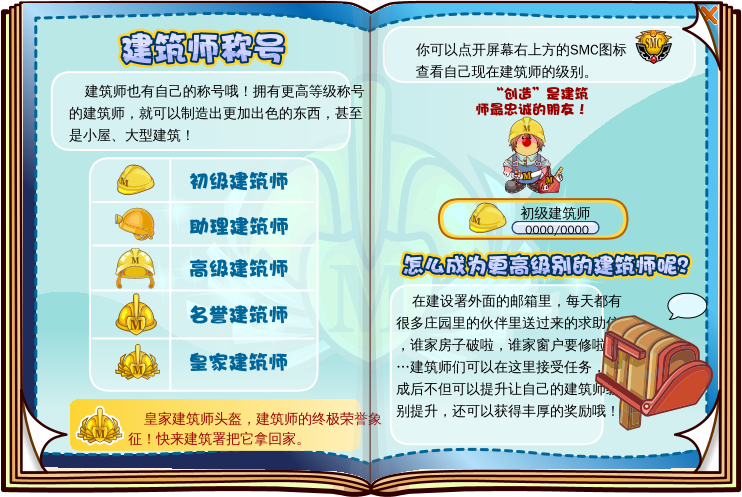 建筑师称号
建筑师也有自己的称号哦！拥有更高等级称号
的建筑师，就可以制造出更加出色的东西，甚至
是小屋、大型建筑！
M
初级建筑师
助理建筑师
M
高级建筑师
M
名誉建筑师
M
皇家建筑师
M
皇家建筑师头盔，建筑师的终极荣誉象
征！快来建筑署把它拿回家。
你可以点开屏幕右上方的SMC图标
SMC
查看自己现在建筑师的级别。
“创造”是建筑
师最忠诚的朋友！
M
M
M
M
初级建筑师
0000/0000
怎么成为更高级别的建筑师呢？
在建设署外面的邮箱里，每天都有
很多庄园里的伙伴里送过来的求助
，谁家房子破啦，谁家窗户要修啦
…建筑师们可以在这里接受任务，
成后不但可以提升让自己的建筑师
别提升，还可以获得丰厚的奖励哦！
M